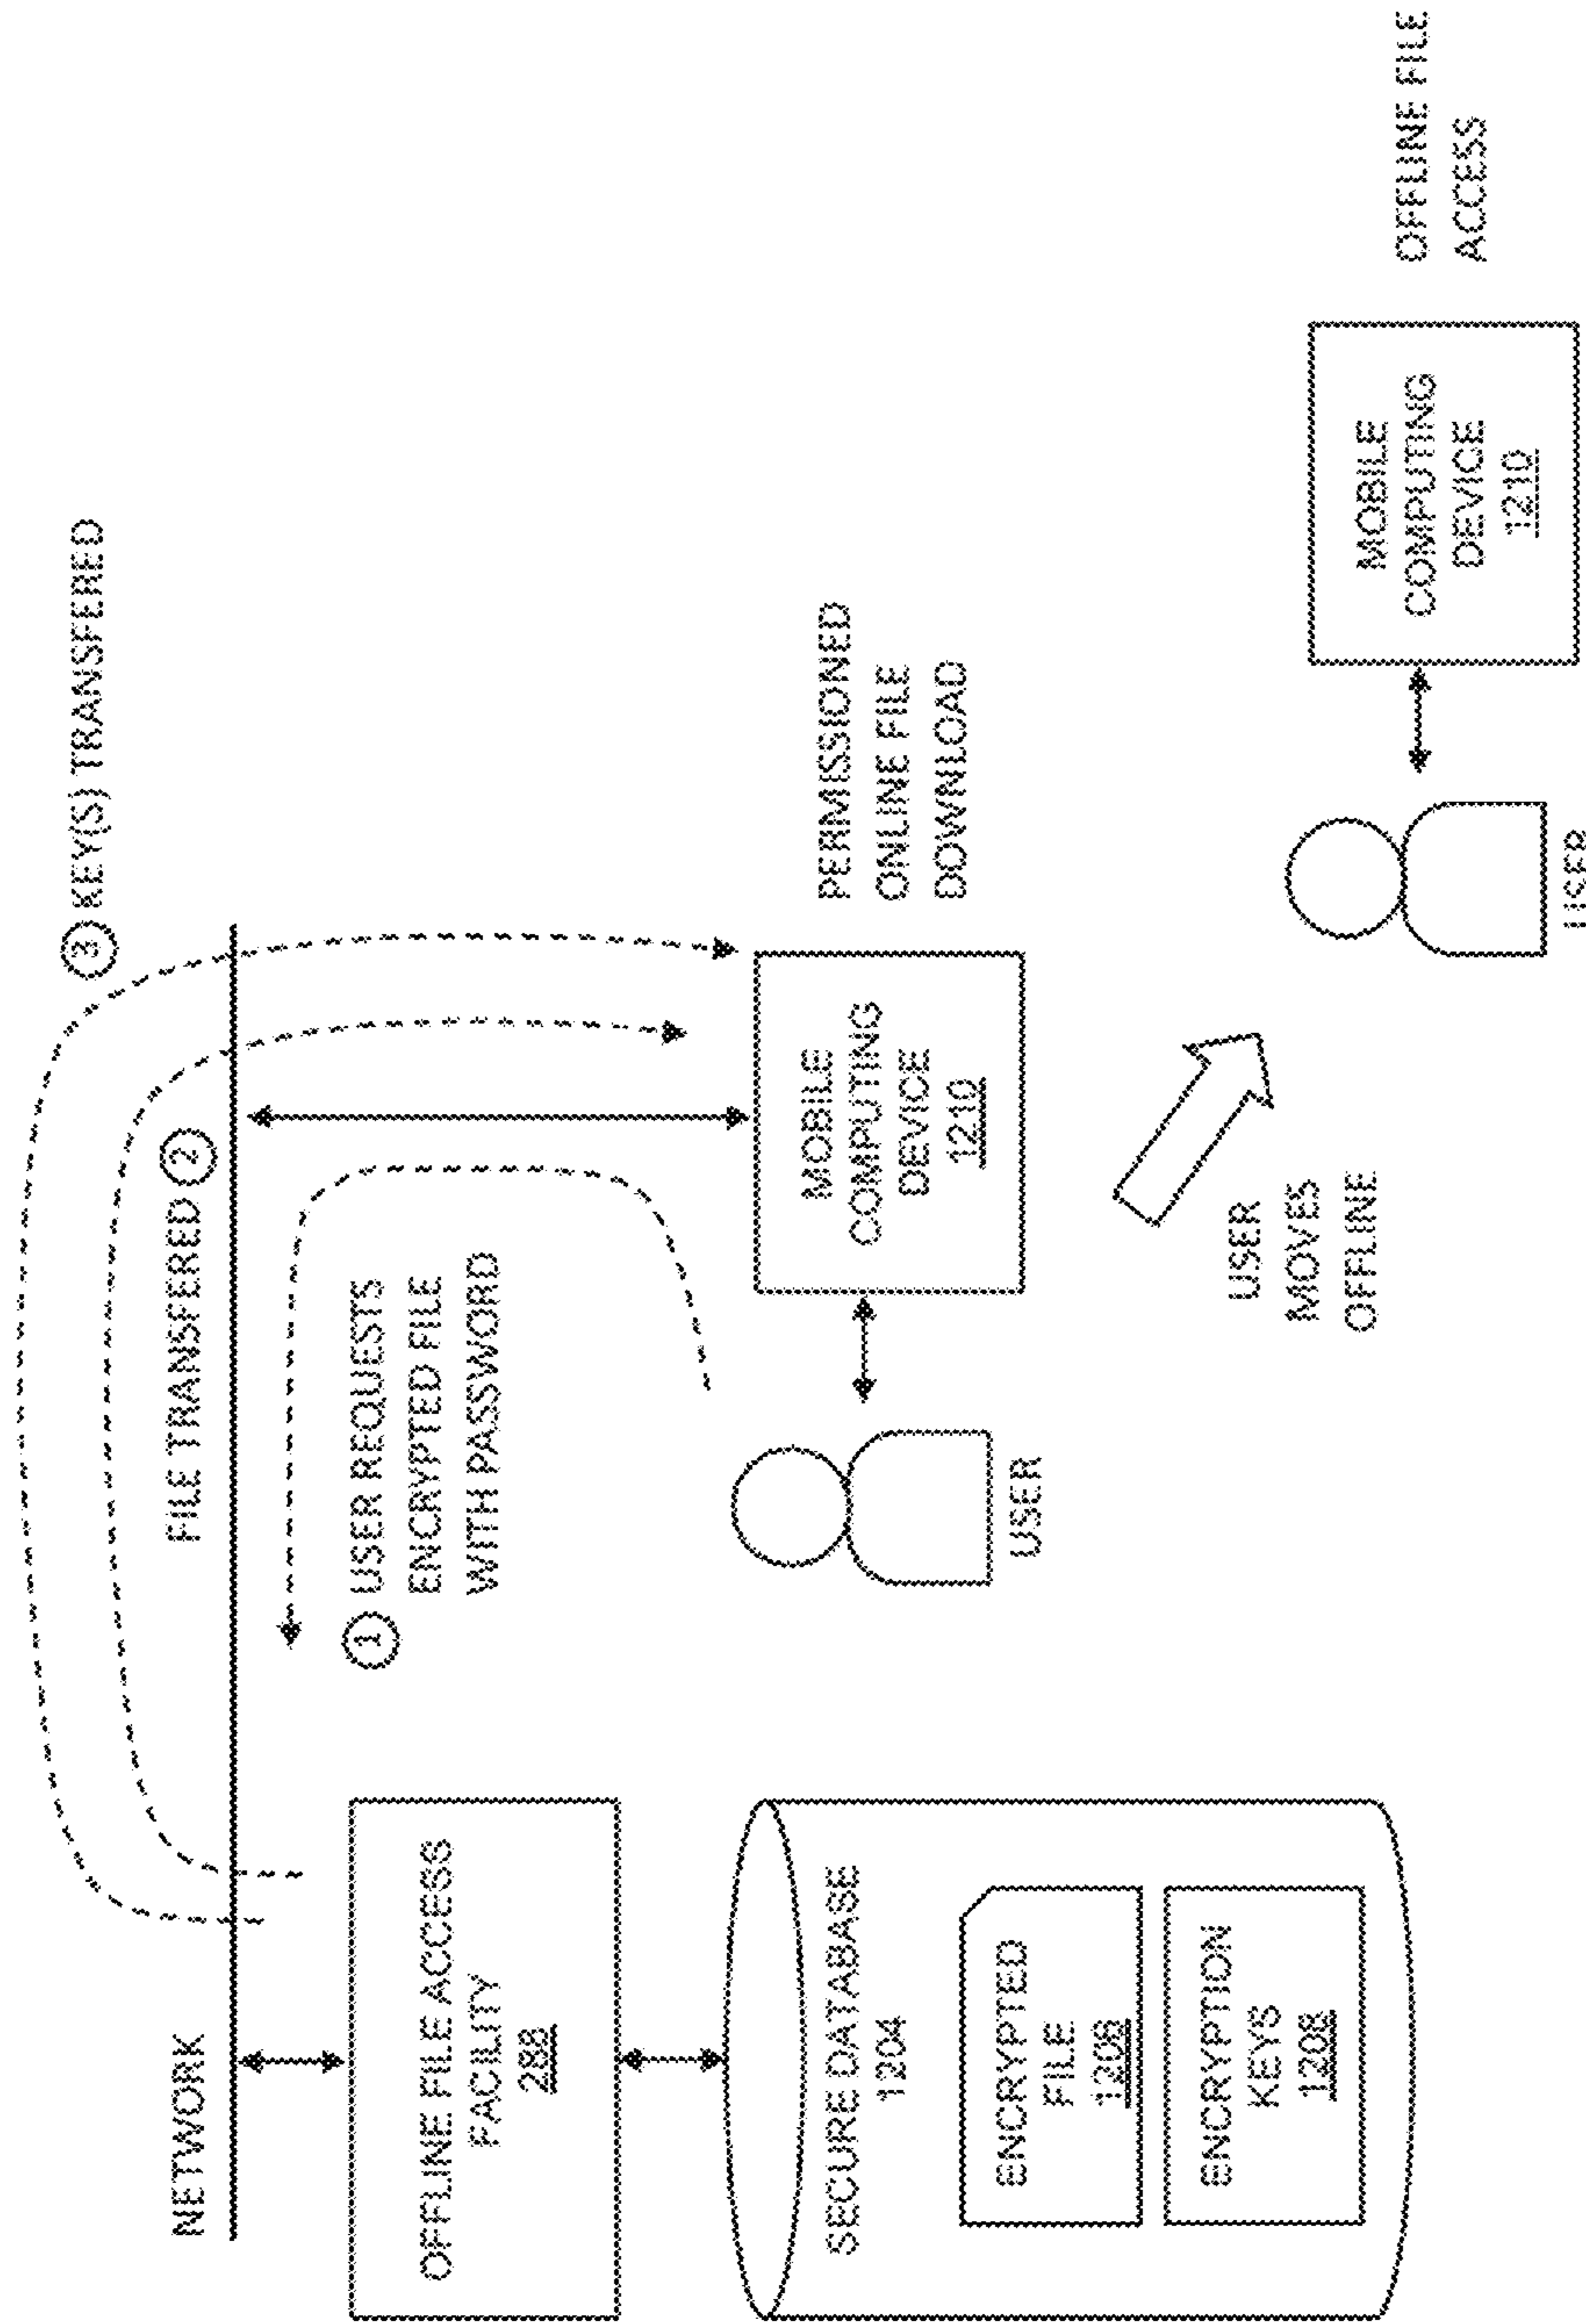 NETWORK
FILE TRANSFERED 2
3 KEY(S) TRANSFERED
OFFLINE FILE ACCESS
FACILITY
288
SECURE DATABASE
1204
ENCRYPTED
FILE
1206
ENCRYPTION
KEYS
1208
1 USER REQUESTS
ENCRYPTED FILE
WITH PASSWORD
USER
MOBILE
COMPUTING
DEVICE
1210
PERMISSIONED
ONLINE FILE
DOWNLOAD
USER
MOVES
OFFLINE
USER
MOBILE
COMPUTING
DEVICE
1210
OFFLINE FILE
ACCESS